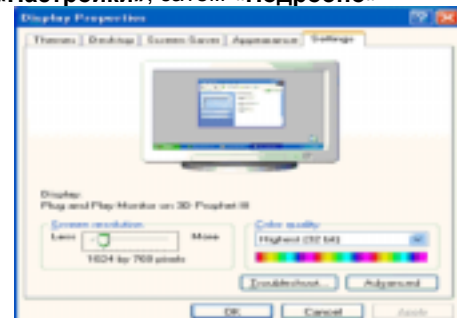 «Настройки», затем «Подробно»
Display Properties
Themes Desktop Screen Saver Appearance Settings
Display:
Plug and Play Monitor on 3D Prophet III
Screen resolution
Less More
1024 by 768 pixels
Color quality
Highest (32 bit)
Troubleshoot... Advanced
OK Cancel Apply